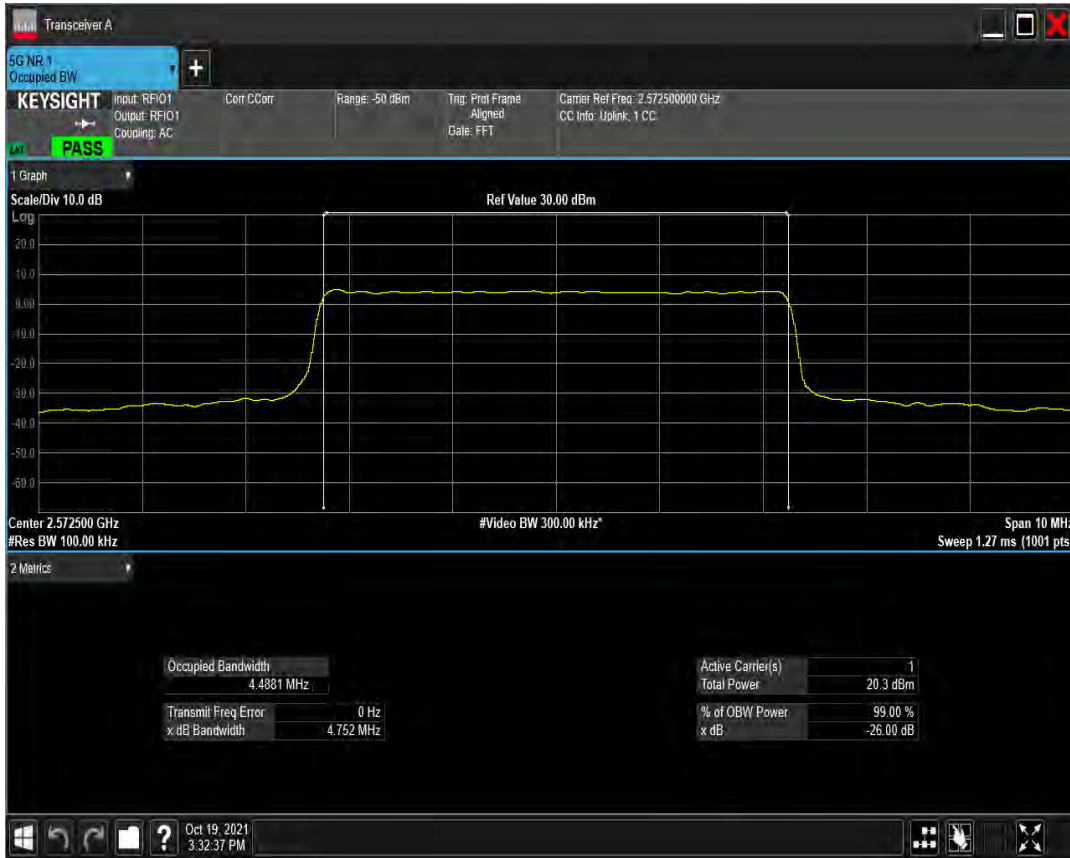 Transceiver A
5G NR 1
Occupied BW
+
KEYSIGHT
PASS
Input: RFIO1
Output: RFIO1
Coupling: AC
Corr CCorr
Range: -50 dBm
Trig: Prot Frame
Aligned
Gate: FFT
Carrier Ref Freq: 2.572500000 GHz
CC Info: Uplink, 1 CC
1 Graph
Scale/Div 10.0 dB
Ref Value 30.00 dBm
Log
20.0
10.0
0.00
-10.0
-20.0
-30.0
-40.0
-50.0
-60.0
Center 2.572500 GHz
#Video BW 300.00 kHz*
Span 10 MHz
#Res BW 100.00 kHz
Sweep 1.27 ms (1001 pts
2 Metrics
Occupied Bandwidth
4.4881 MHz
Transmit Freq Error 0 Hz
x dB Bandwidth 4.752 MHz
Active Carrier(s) 1
Total Power 20.3 dBm
% of OBW Power 99.00 %
x dB -26.00 dB
?
Oct 19, 2021
3:32:37 PM